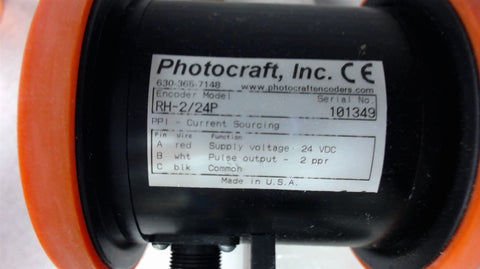 Photocraft, Inc. CE
630-365-7148 www.photocraftencoders.com
Encoder Model Serial No.
RH-2/24P 101349
PPI - Current Sourcing
Pin Wire Function
A red Supply voltage 24 VDC
B wht Pulse output - 2 ppr
C blk Common
Made in U.S.A.